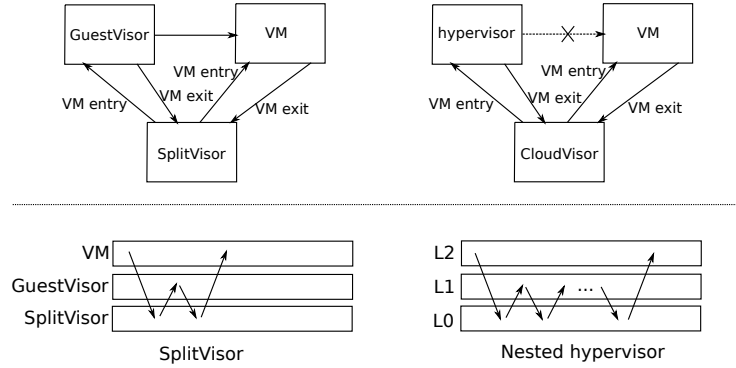 GuestVisor
VM
VM entry
VM exit
VM entry
VM exit
SplitVisor
hypervisor
VM
VM entry
VM exit
VM entry
VM exit
CloudVisor
VM
GuestVisor
SplitVisor
SplitVisor
L2
L1
...
L0
Nested hypervisor